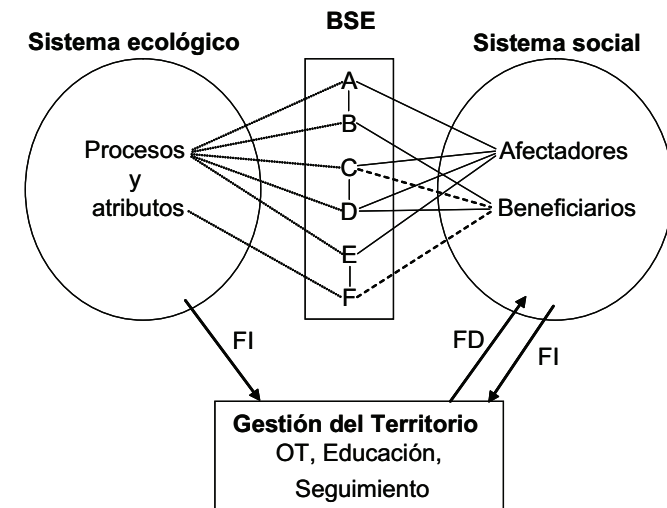 BSE
Sistema ecológico
Sistema social
A
B
C
D
E
F
Procesos
y
atributos
Afectadores
Beneficiarios
FI
FD
FI
Gestión del Territorio
OT, Educación,
Seguimiento